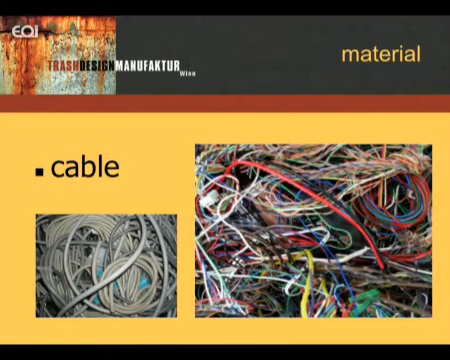 EOI
material
TRASHDESIGNMANUFAKTUR
Wien
cable